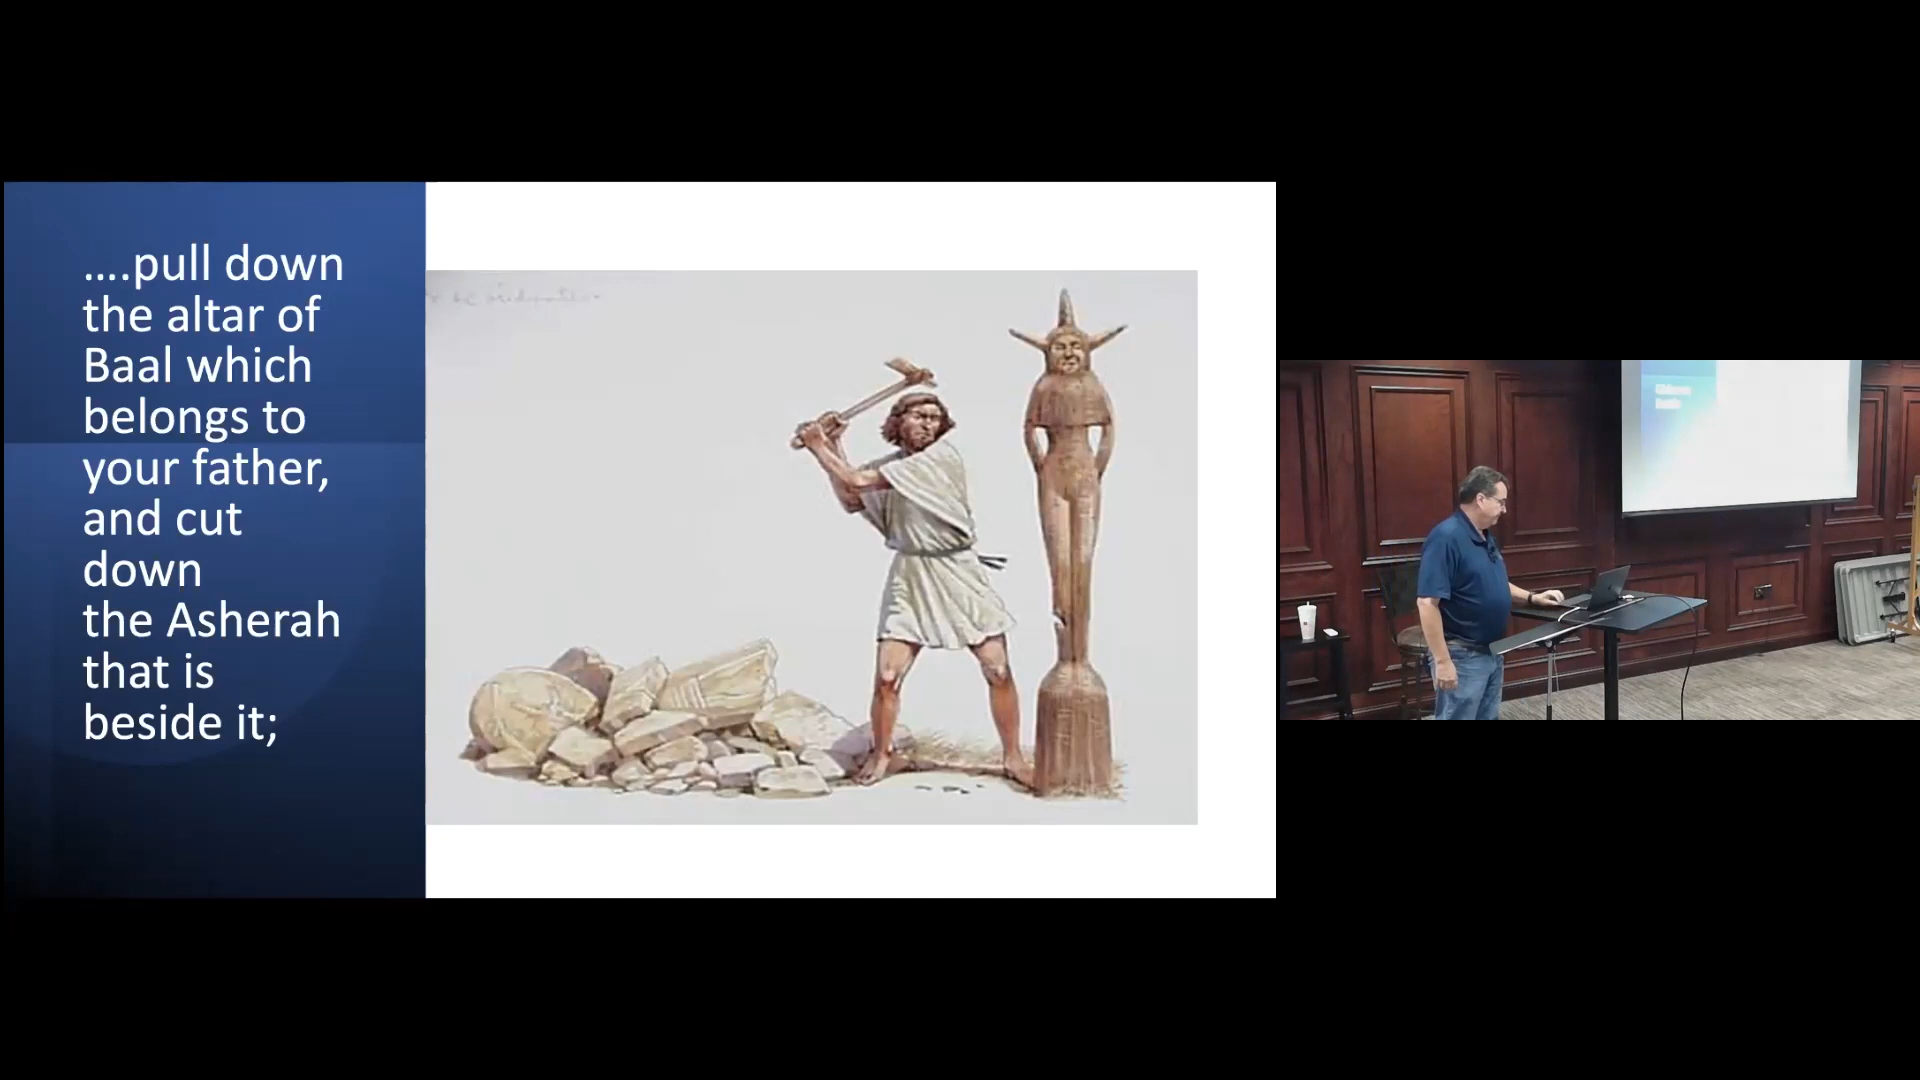 ....pull down
the altar of
Baal which
belongs to
your father,
and cut
down
the Asherah
that is
beside it;